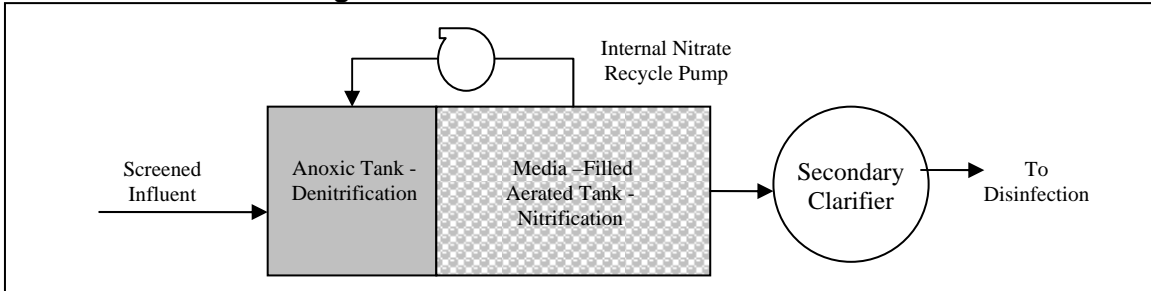 Internal Nitrate
Recycle Pump
Screened
Influent
Anoxic Tank -
Denitrification
Media –Filled
Aerated Tank -
Nitrification
Secondary
Clarifier
To
Disinfection